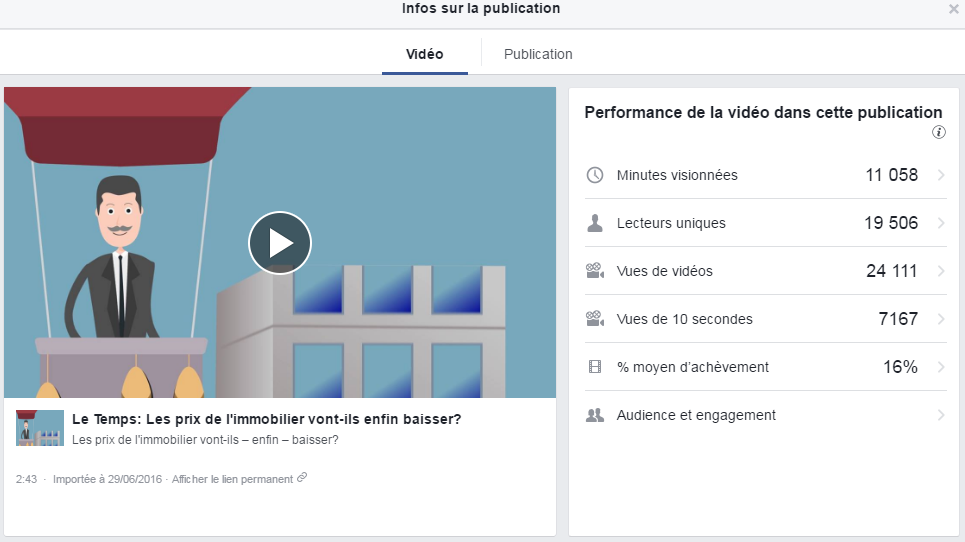 Infos sur la publication
Vidéo
Publication
Performance de la vidéo dans cette publication
Minutes visionnées 11 058
Lecteurs uniques 19 506
Vues de vidéos 24 111
Vues de 10 secondes 7167
% moyen d'achèvement 16%
Audience et engagement
Le Temps: Les prix de l'immobilier vont-ils enfin baisser?
Les prix de l'immobilier vont-ils – enfin – baisser?
2:43 · Importée à 29/06/2016 · Afficher le lien permanent